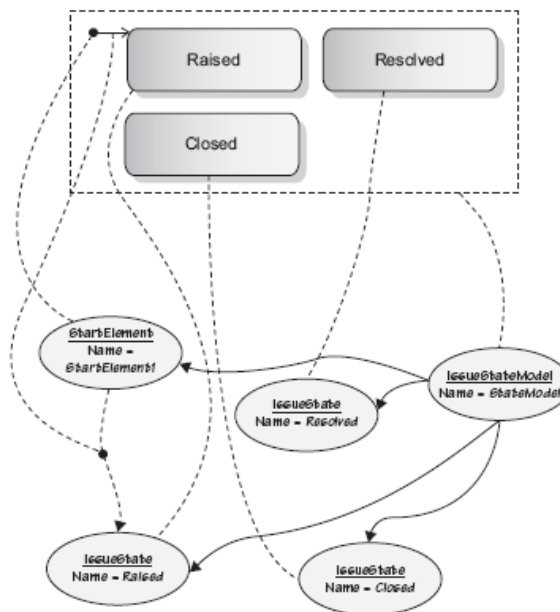 Raised
Resolved
Closed
StartElement
Name =
StartElement1
IssueStateModel
Name = StateModel
IssueState
Name = Resolved
IssueState
Name = Raised
IssueState
Name = Closed